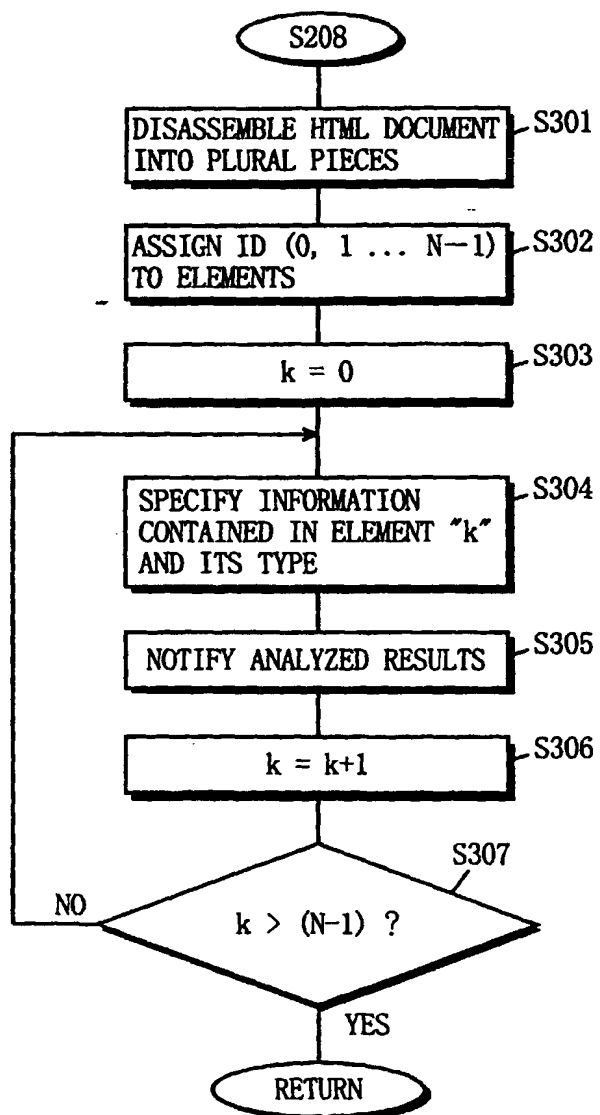 S208
DISASSEMBLE HTML DOCUMENT
INTO PLURAL PIECES
S301
ASSIGN ID (0, 1 ... N-1)
TO ELEMENTS
S302
k = 0
S303
SPECIFY INFORMATION
CONTAINED IN ELEMENT "k"
AND ITS TYPE
S304
NOTIFY ANALYZED RESULTS
S305
k = k+1
S306
S307
NO
k > (N-1) ?
YES
RETURN